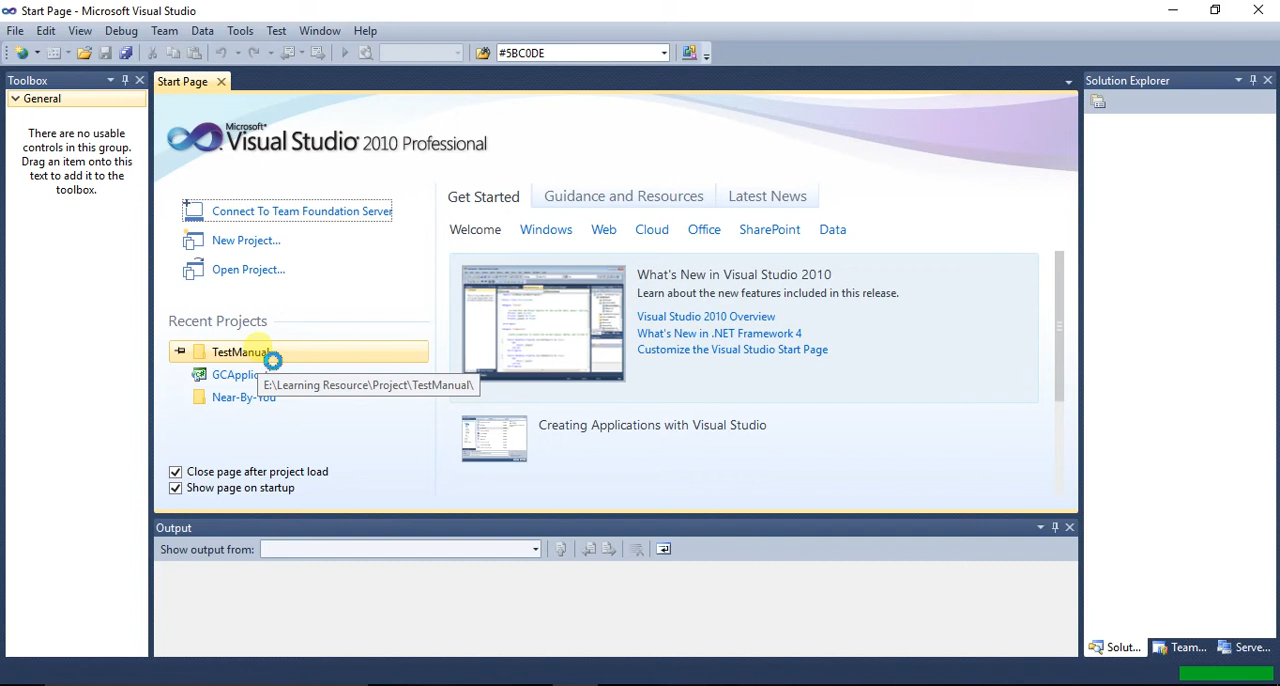 Start Page - Microsoft Visual Studio
File Edit View Debug Team Data Tools Test Window Help
#5BC0DE
Toolbox
General
There are no usable
controls in this group.
Drag an item onto this
text to add it to the
toolbox.
Start Page
Microsoft®
Visual Studio® 2010 Professional
Connect To Team Foundation Server
New Project...
Open Project...
Recent Projects
TestManual
GCApplic
E:\Learning Resource\Project\TestManual\
Near-By-You
Close page after project load
Show page on startup
Get Started Guidance and Resources Latest News
Welcome Windows Web Cloud Office SharePoint Data
What's New in Visual Studio 2010
Learn about the new features included in this release.
Visual Studio 2010 Overview
What's New in .NET Framework 4
Customize the Visual Studio Start Page
Creating Applications with Visual Studio
Output
Show output from:
Solution Explorer
Solut... Team... Serve...